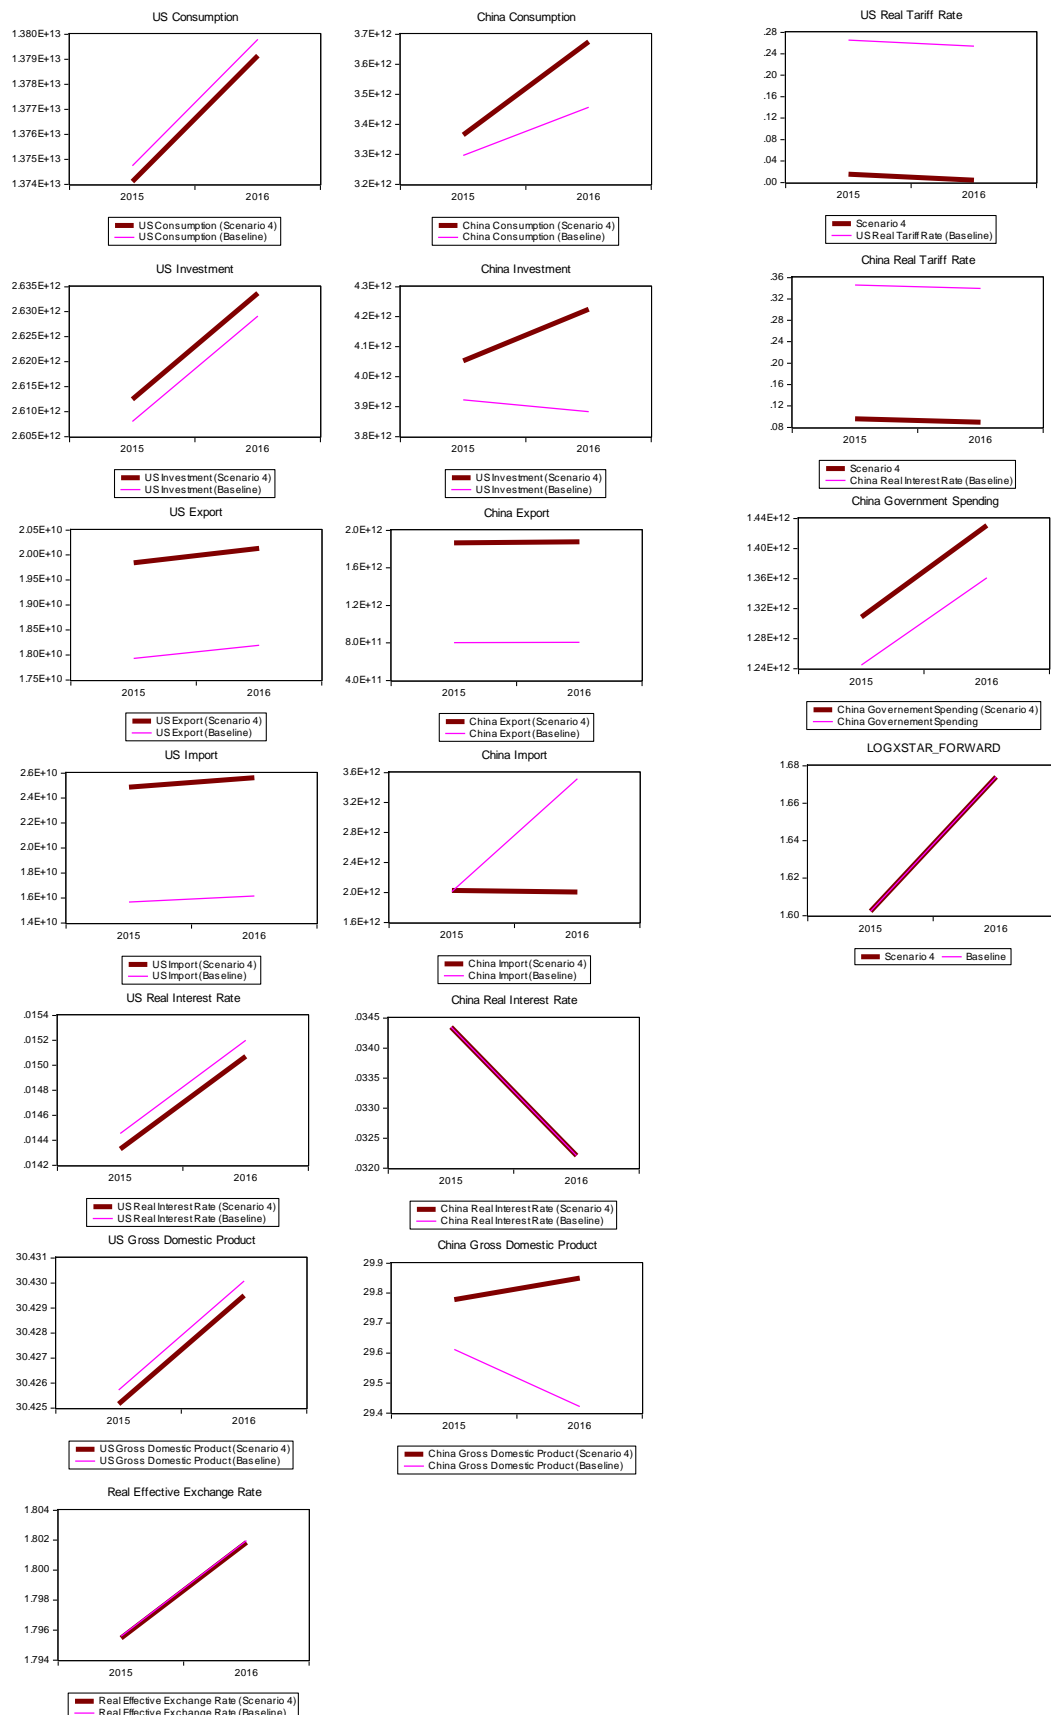 US Consumption
1.380E+13
1.379E+13
1.378E+13
1.377E+13
1.376E+13
1.375E+13
1.374E+13
2015 2016
US Consumption (Scenario 4)
US Consumption (Baseline)
China Consumption
3.7E+12
3.6E+12
3.5E+12
3.4E+12
3.3E+12
3.2E+12
2015 2016
China Consumption (Scenario 4)
China Consumption (Baseline)
US Real Tariff Rate
.28
.24
.20
.16
.12
.08
.04
.00
2015 2016
Scenario 4
US Real Tariff Rate (Baseline)
US Investment
2.635E+12
2.630E+12
2.625E+12
2.620E+12
2.615E+12
2.610E+12
2.605E+12
2015 2016
US Investment (Scenario 4)
US Investment (Baseline)
China Investment
4.3E+12
4.2E+12
4.1E+12
4.0E+12
3.9E+12
3.8E+12
2015 2016
US Investment (Scenario 4)
US Investment (Baseline)
China Real Tariff Rate
.36
.32
.28
.24
.20
.16
.12
.08
2015 2016
Scenario 4
China Real Interest Rate (Baseline)
US Export
2.05E+10
2.00E+10
1.95E+10
1.90E+10
1.85E+10
1.80E+10
1.75E+10
2015 2016
US Export (Scenario 4)
US Export (Baseline)
China Export
2.0E+12
1.6E+12
1.2E+12
8.0E+11
4.0E+11
2015 2016
China Export (Scenario 4)
China Export (Baseline)
China Government Spending
1.44E+12
1.40E+12
1.36E+12
1.32E+12
1.28E+12
1.24E+12
2015 2016
China Governement Spending (Scenario 4)
China Governement Spending
US Import
2.6E+10
2.4E+10
2.2E+10
2.0E+10
1.8E+10
1.6E+10
1.4E+10
2015 2016
US Import (Scenario 4)
US Import (Baseline)
China Import
3.6E+12
3.2E+12
2.8E+12
2.4E+12
2.0E+12
1.6E+12
2015 2016
China Import (Scenario 4)
China Import (Baseline)
LOGXSTAR_FORWARD
1.68
1.66
1.64
1.62
1.60
2015 2016
Scenario 4 Baseline
US Real Interest Rate
.0154
.0152
.0150
.0148
.0146
.0144
.0142
2015 2016
US Real Interest Rate (Scenario 4)
US Real Interest Rate (Baseline)
China Real Interest Rate
.0345
.0340
.0335
.0330
.0325
.0320
2015 2016
China Real Interest Rate (Scenario 4)
China Real Interest Rate (Baseline)
US Gross Domestic Product
30.431
30.430
30.429
30.428
30.427
30.426
30.425
2015 2016
US Gross Domestic Product (Scenario 4)
US Gross Domestic Product (Baseline)
China Gross Domestic Product
29.9
29.8
29.7
29.6
29.5
29.4
2015 2016
China Gross Domestic Product (Scenario 4)
China Gross Domestic Product (Baseline)
Real Effective Exchange Rate
1.804
1.802
1.800
1.798
1.796
1.794
2015 2016
Real Effective Exchange Rate (Scenario 4)
Real Effective Exchange Rate (Baseline)